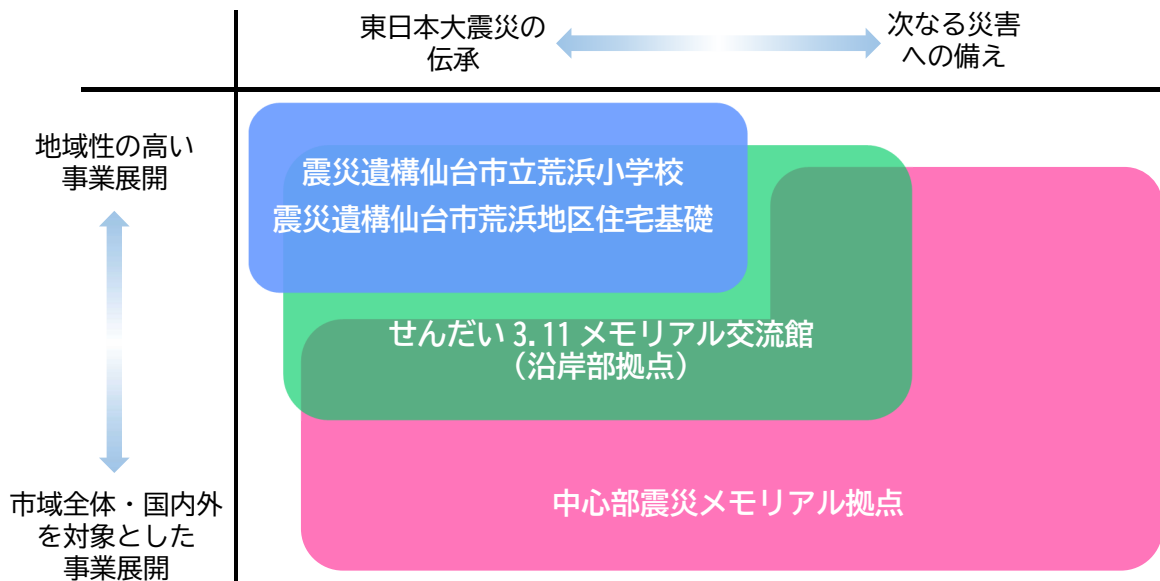 東日本大震災の
伝承
次なる災害
への備え
地域性の高い
事業展開
震災遺構仙台市立荒浜小学校
震災遺構仙台市荒浜地区住宅基礎
せんだい 3.11 メモリアル交流館
（沿岸部拠点）
市域全体・国内外
を対象とした
事業展開
中心部震災メモリアル拠点